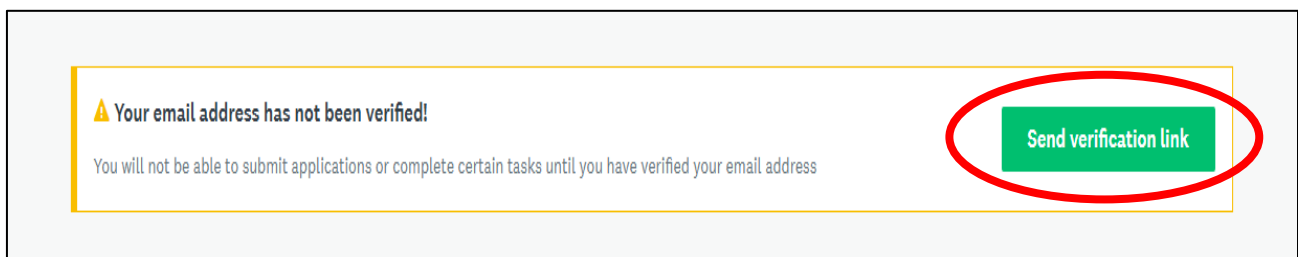 Your email address has not been verified!
You will not be able to submit applications or complete certain tasks until you have verified your email address
Send verification link